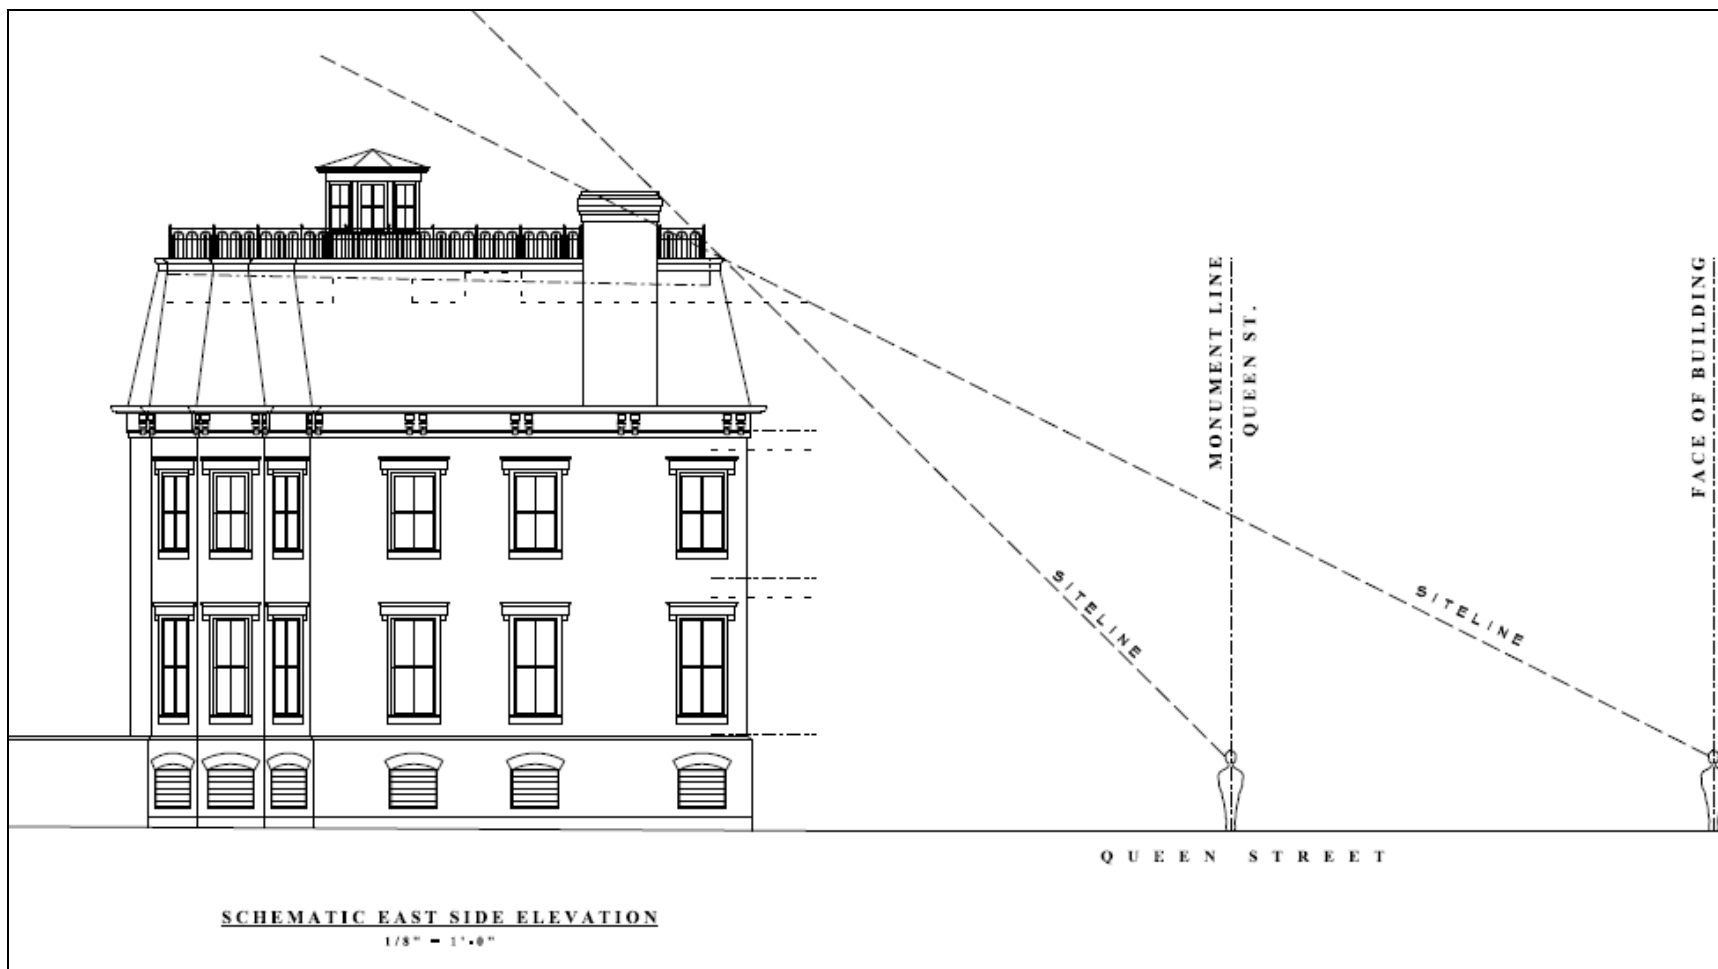 MONUMENT LINE
QUEEN ST.
FACE OF BUILDING
SITELINE
SITELINE
QUEEN STREET
SCHEMATIC EAST SIDE ELEVATION
1/8" = 1'-0"